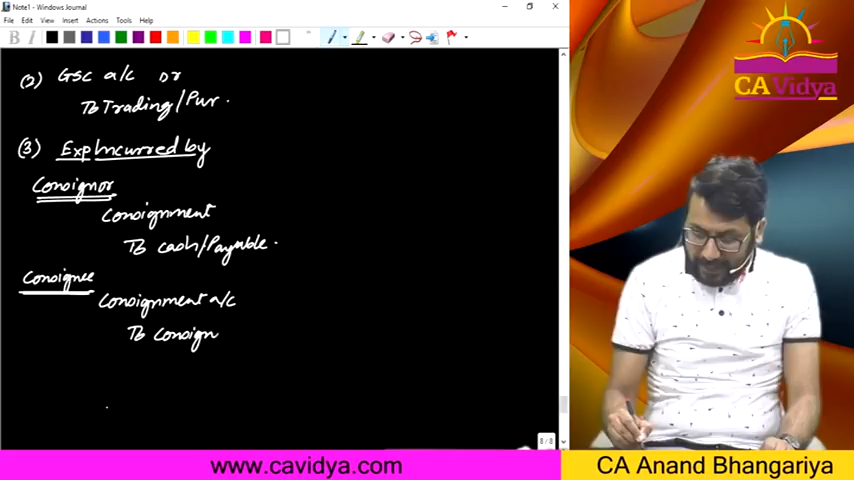 Note1 - Windows Journal
File Edit View Insert Actions Tools Help
B I
(2) GSC a/c Dr
To Trading/Pur.
(3) Exp Incurred by
Consignor
Consignment
To cash/Payable.
Consignee
Consignment a/c
To Consign
8 / 8
CA Vidya
www.cavidya.com
CA Anand Bhangariya